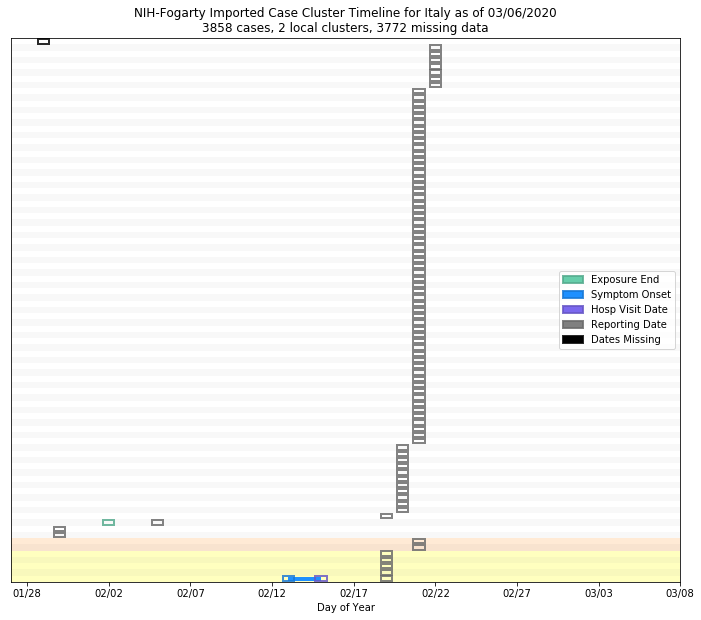 NIH-Fogarty Imported Case Cluster Timeline for Italy as of 03/06/2020
3858 cases, 2 local clusters, 3772 missing data
Exposure End
Symptom Onset
Hosp Visit Date
Reporting Date
Dates Missing
01/28 02/02 02/07 02/12 02/17 02/22 02/27 03/03 03/08
Day of Year